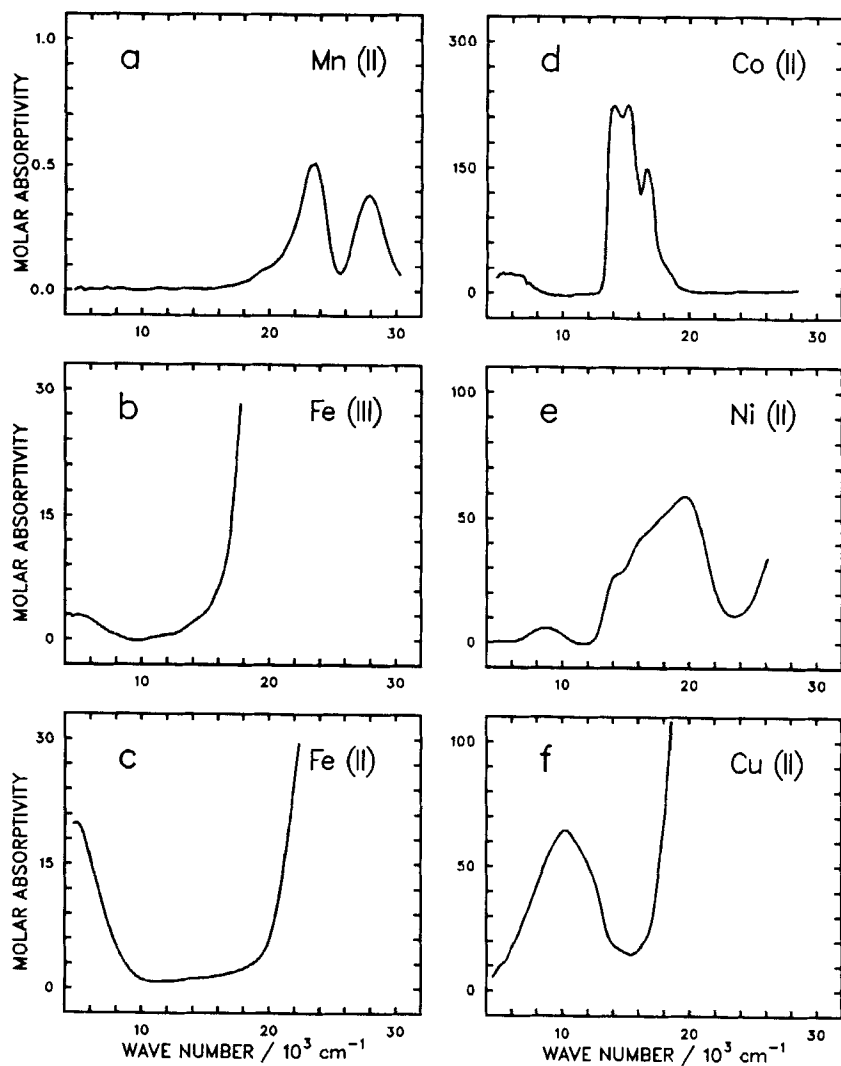 a
Mn (II)
MOLAR ABSORPTIVITY
1.0
0.5
0.0
10
20
30
d
Co (II)
300
150
0
10
20
30
b
Fe (III)
MOLAR ABSORPTIVITY
30
15
0
10
20
30
e
Ni (II)
100
50
0
10
20
30
c
Fe (II)
MOLAR ABSORPTIVITY
30
15
0
10
20
30
WAVE NUMBER / 10³ cm⁻¹
f
Cu (II)
100
50
0
10
20
30
WAVE NUMBER / 10³ cm⁻¹